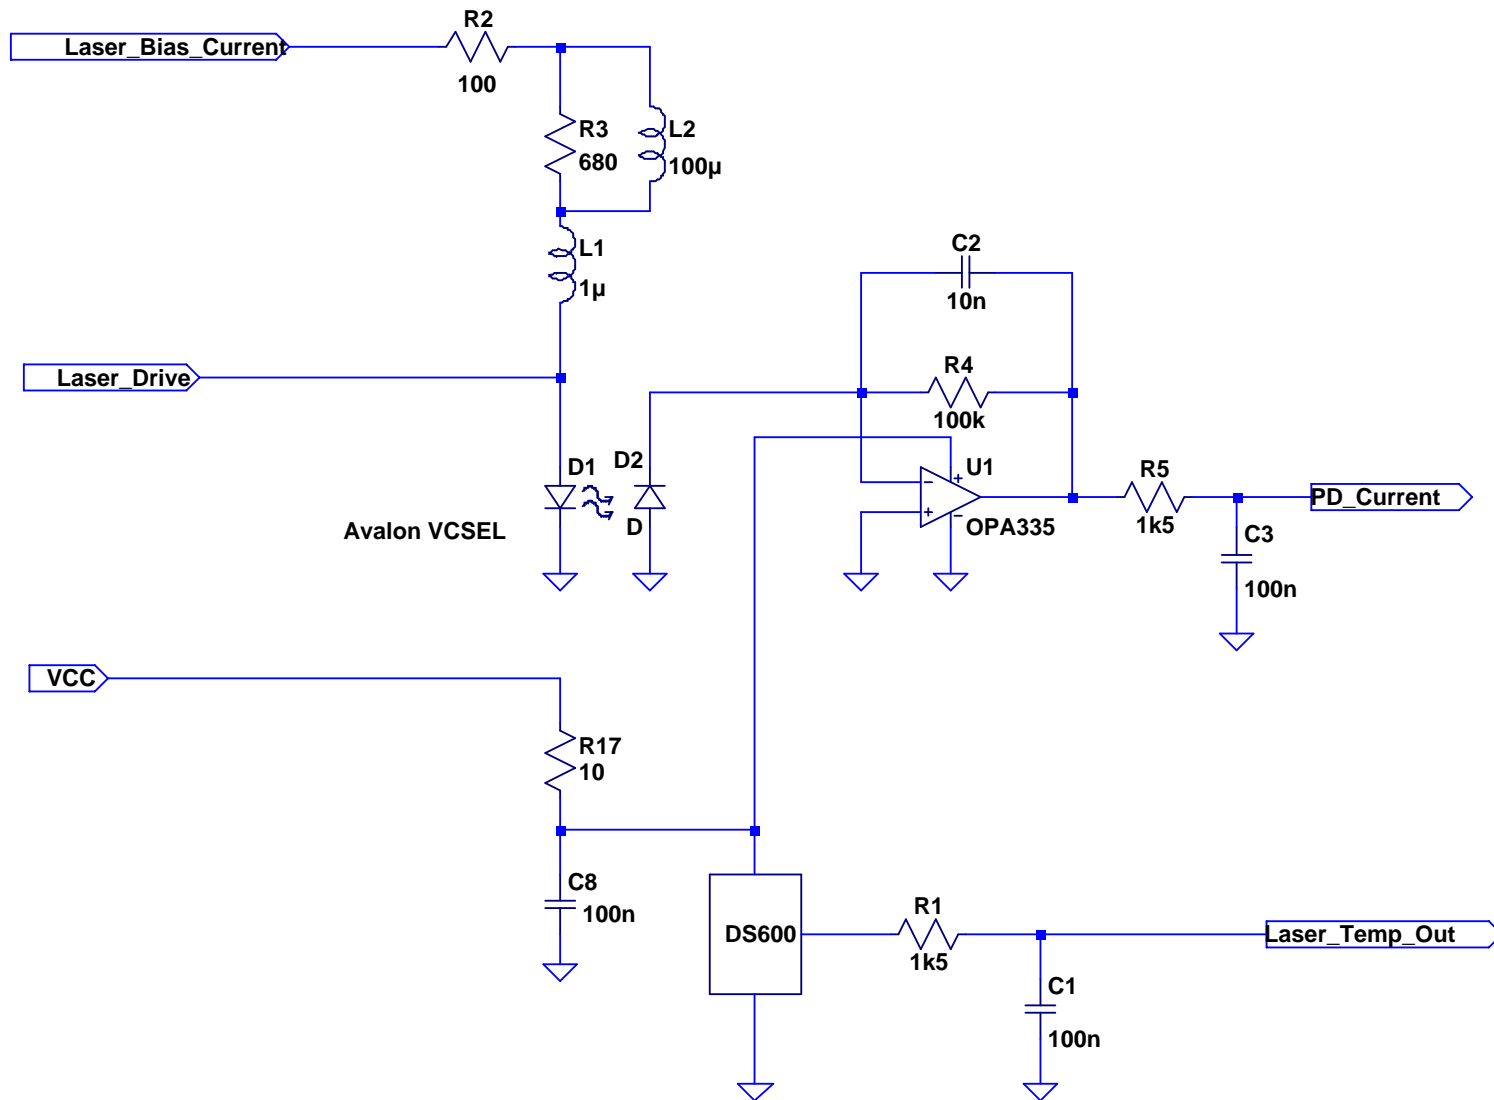 R2
Laser_Bias_Current
100
R3
680
L2
100µ
L1
1µ
C2
10n
Laser_Drive
R4
100k
D1
D2
D
Avalon VCSEL
U1
OPA335
R5
1k5
PD_Current
C3
100n
VCC
R17
10
C8
100n
DS600
R1
1k5
Laser_Temp_Out
C1
100n